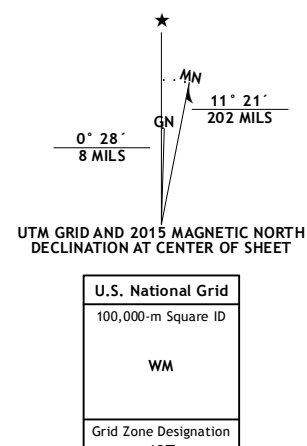 MN
GN
11° 21´
202 MILS
0° 28´
8 MILS
UTM GRID AND 2015 MAGNETIC NORTH
DECLINATION AT CENTER OF SHEET
U.S. National Grid
100,000-m Square ID
WM
Grid Zone Designation